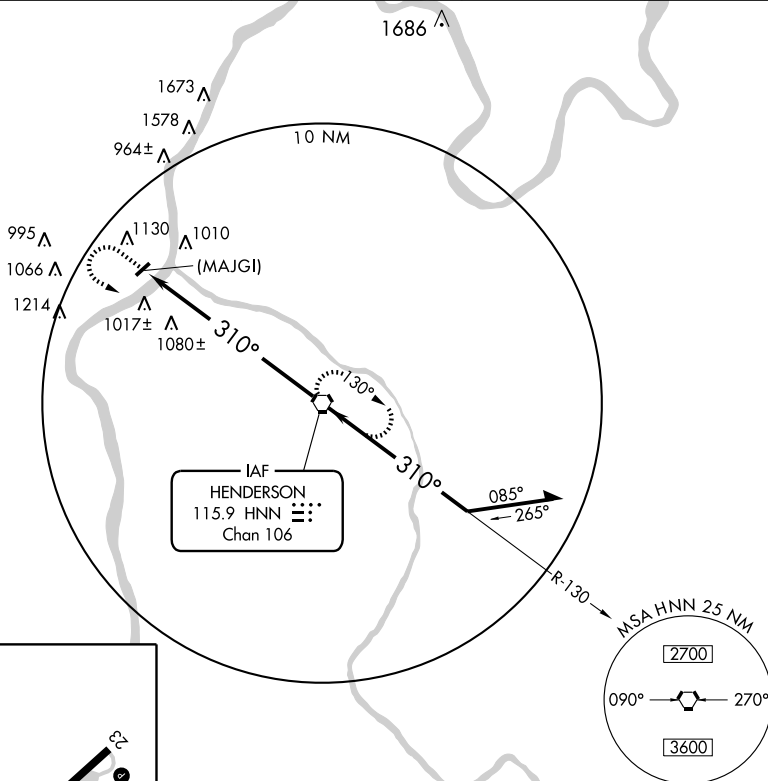 1686
1673
1578
964±
10 NM
995
1130
1010
1066
(MAJGI)
1214
1017±
1080±
310°
130°
310°
IAF
HENDERSON
115.9 HNN
Chan 106
085°
265°
R-130
MSA HNN 25 NM
2700
090°
270°
3600
23
P